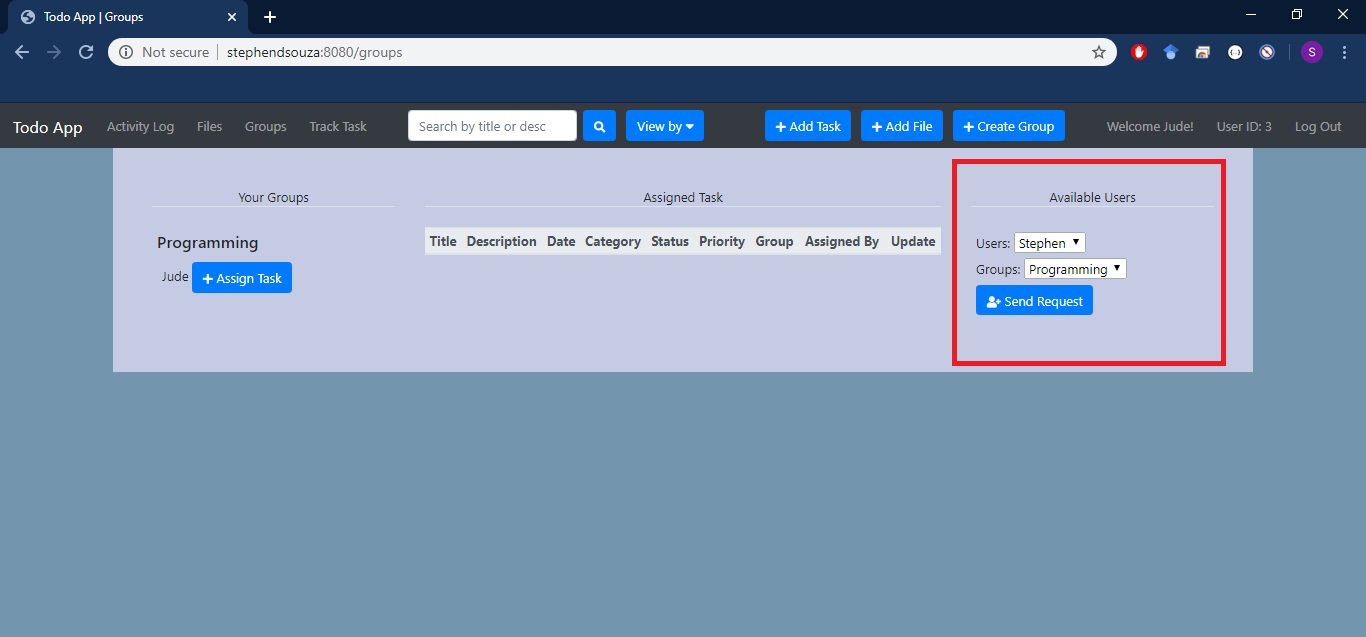 Todo App | Groups
Not secure | stephendsouza:8080/groups
S
Todo App Activity Log Files Groups Track Task Search by title or desc View by Add Task Add File Create Group Welcome Jude! User ID: 3 Log Out
Your Groups
Programming
Jude Assign Task
Assigned Task
Title Description Date Category Status Priority Group Assigned By Update
Available Users
Users: Stephen
Groups: Programming
Send Request